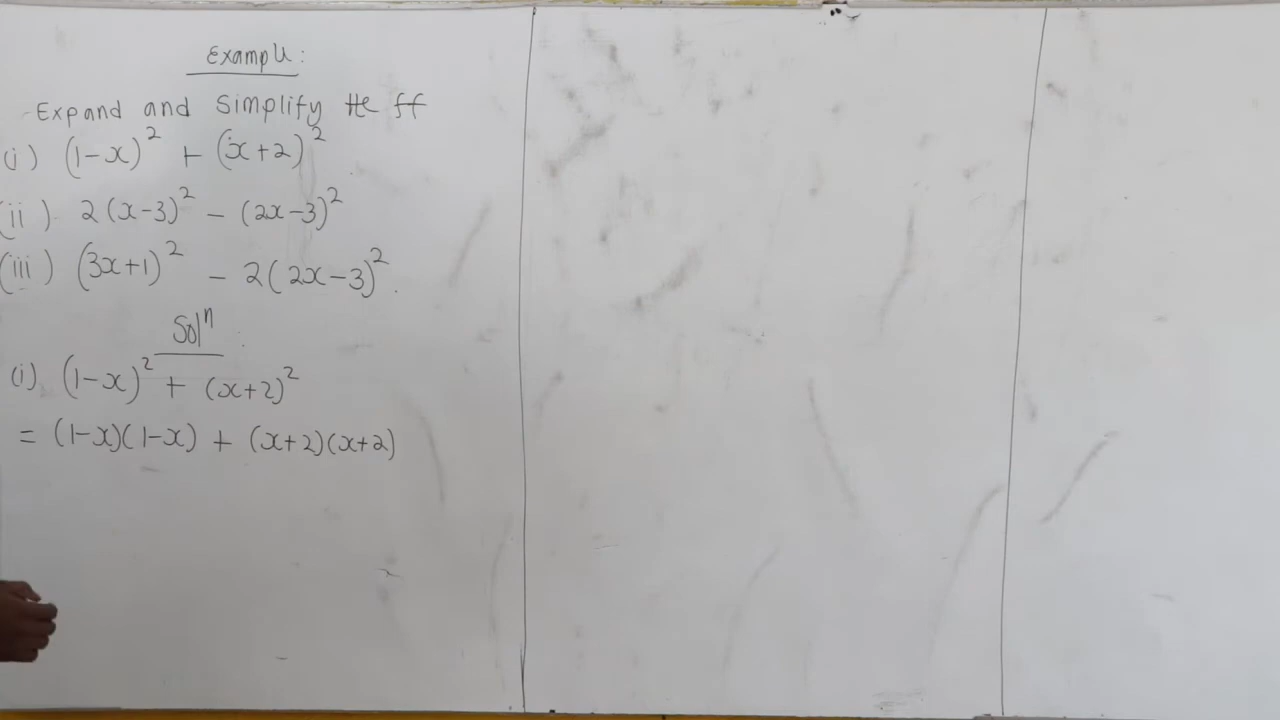 Example:
Expand and Simplify the ff
(i) (1-x)² + (x+2)²
(ii). 2(x-3)² - (2x-3)²
(iii) (3x+1)² - 2(2x-3)².
Solⁿ
(i). (1-x)² + (x+2)²
= (1-x)(1-x) + (x+2)(x+2)